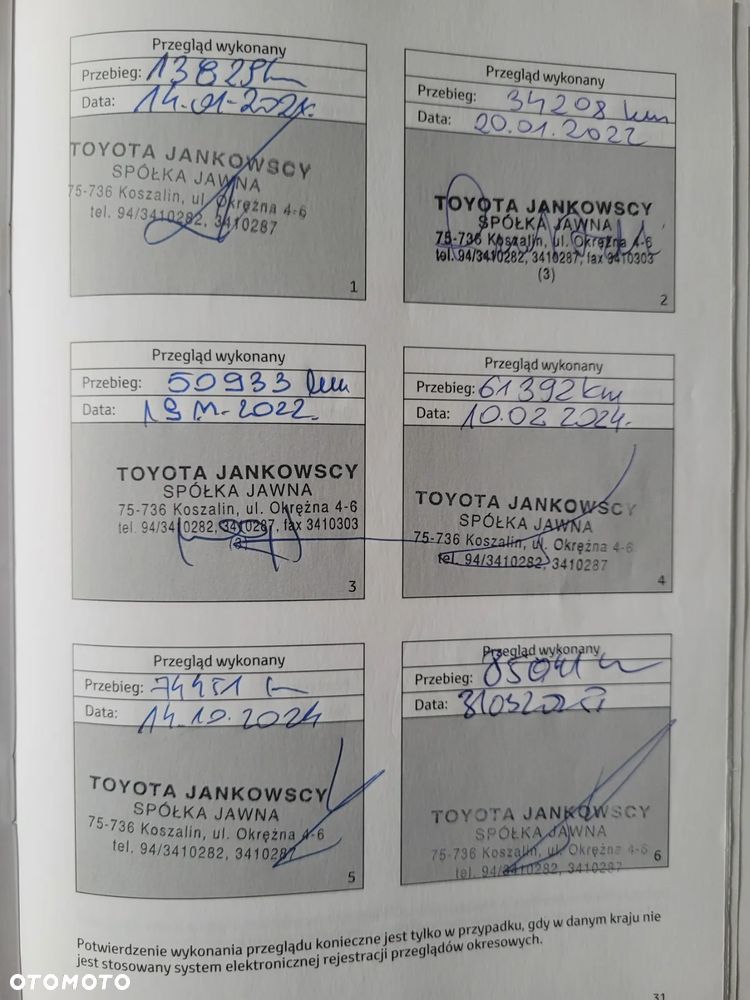 Przegląd wykonany
Przebieg: 13829km
Data: 14-01-2021r.
TOYOTA JANKOWSCY
SPÓŁKA JAWNA
75-736 Koszalin, ul. Okrężna 4-6
tel. 94/3410282, 3410287
1
Przegląd wykonany
Przebieg: 34208 km
Data: 20.01.2022
TOYOTA JANKOWSCY
SPÓŁKA JAWNA
75-736 Koszalin, ul. Okrężna 4-6
tel. 94/3410282, 3410287, fax 3410303
(3)
2
Przegląd wykonany
Przebieg: 50933 km
Data:
TOYOTA JANKOWSCY
SPÓŁKA JAWNA
75-736 Koszalin, ul. Okrężna 4-6
tel. 94/3410282, 3410287, fax 3410303
3
Przegląd wykonany
Przebieg: 61392km
Data: 10.02.2024.
TOYOTA JANKOWSCY
SPÓŁKA JAWNA
75-736 Koszalin, ul. Okrężna 4-6
tel. 94/3410282, 3410287
4
Przegląd wykonany
Przebieg: 74451 km
Data: 14.10.2024
TOYOTA JANKOWSCY
SPÓŁKA JAWNA
75-736 Koszalin, ul. Okrężna 4-6
tel. 94/3410282, 3410287
5
Przegląd wykonany
Przebieg: 85041
Data:
TOYOTA JANKOWSCY
SPÓŁKA JAWNA
75-736 Koszalin, ul. Okrężna 4-6
tel. 94/3410282, 3410287
6
Potwierdzenie wykonania przeglądu konieczne jest tylko w przypadku, gdy w danym kraju nie
jest stosowany system elektronicznej rejestracji przeglądów okresowych.
31
OTOMOTO